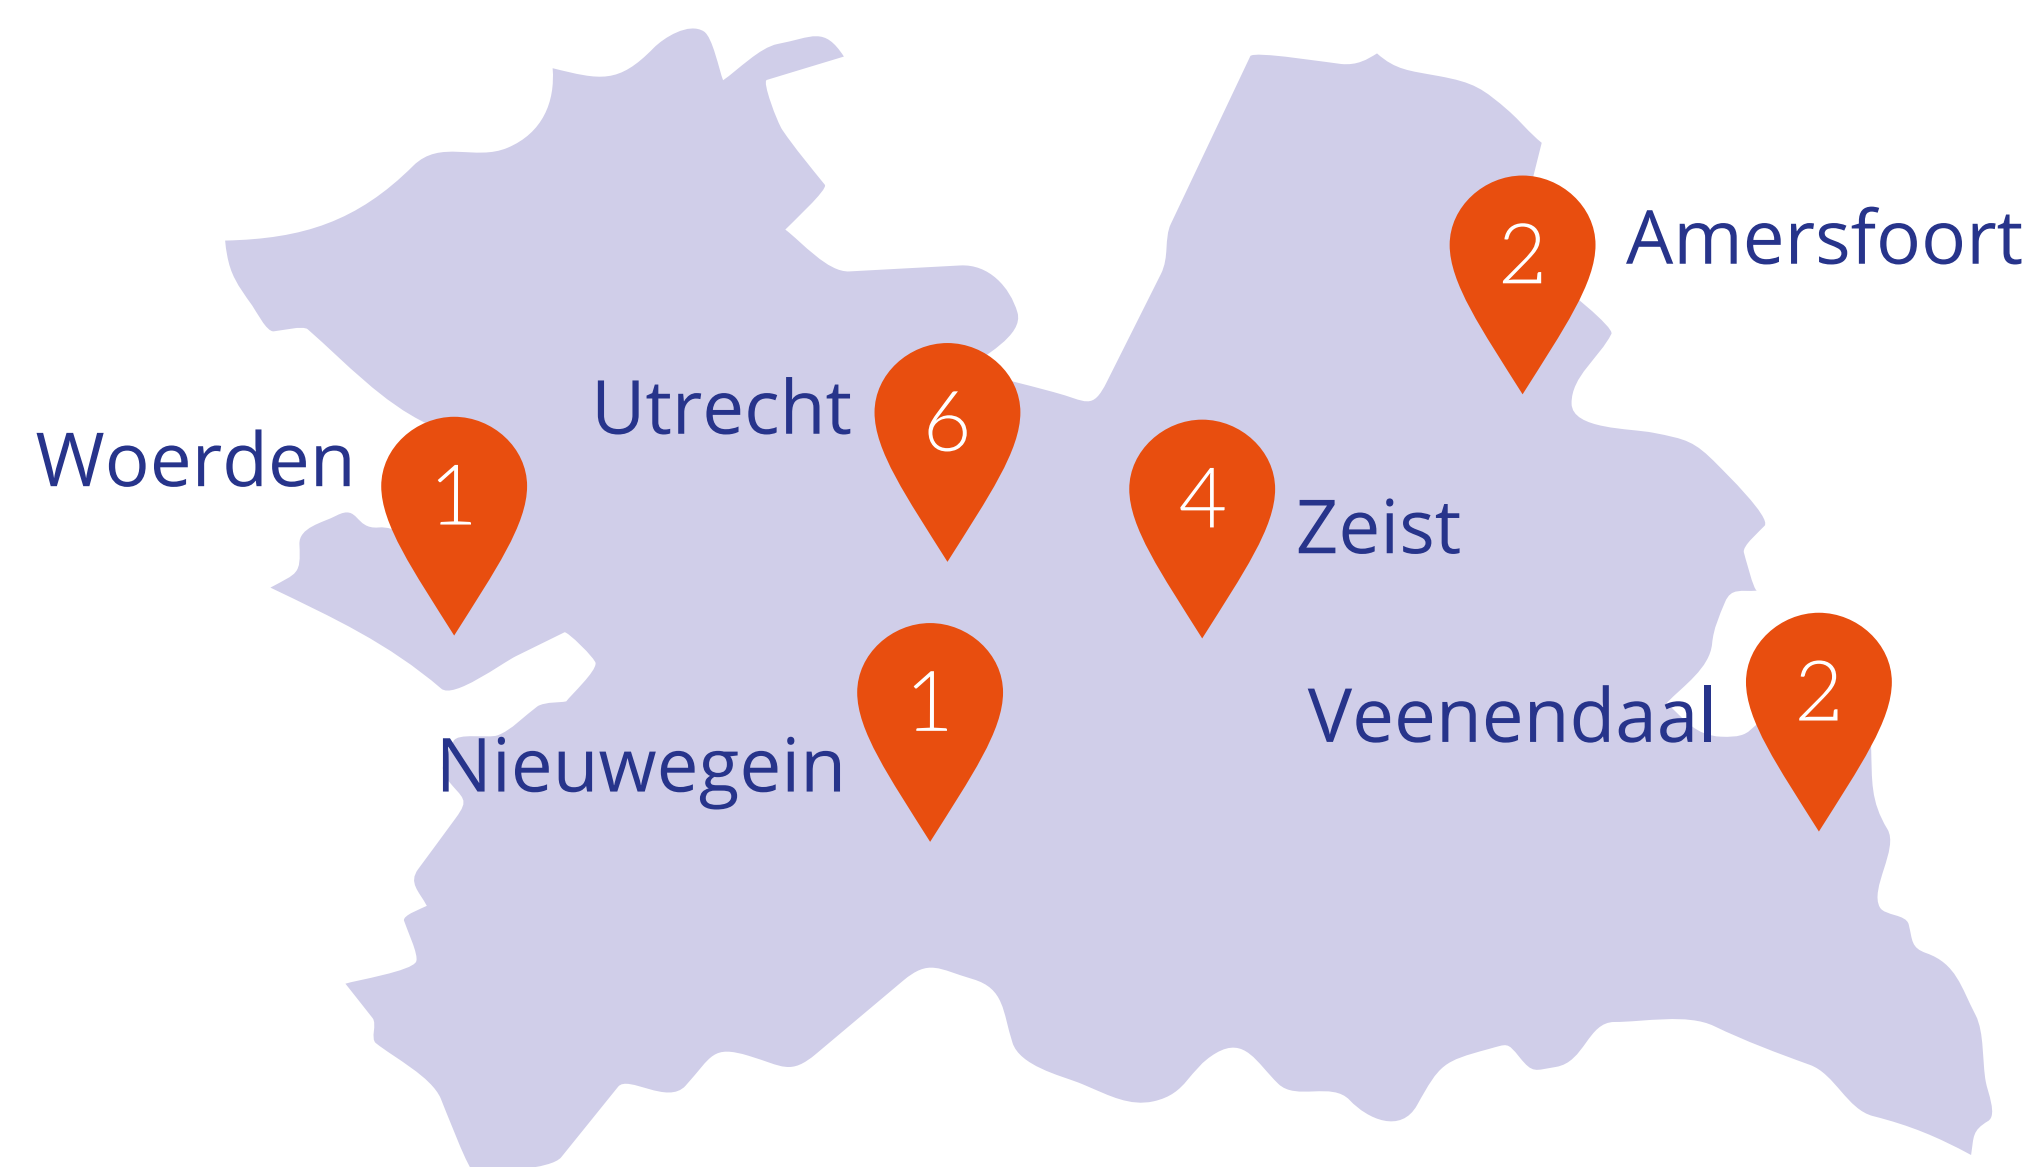 2 Amersfoort
Utrecht 6
Woerden 1
4 Zeist
Veenendaal 2
Nieuwegein 1